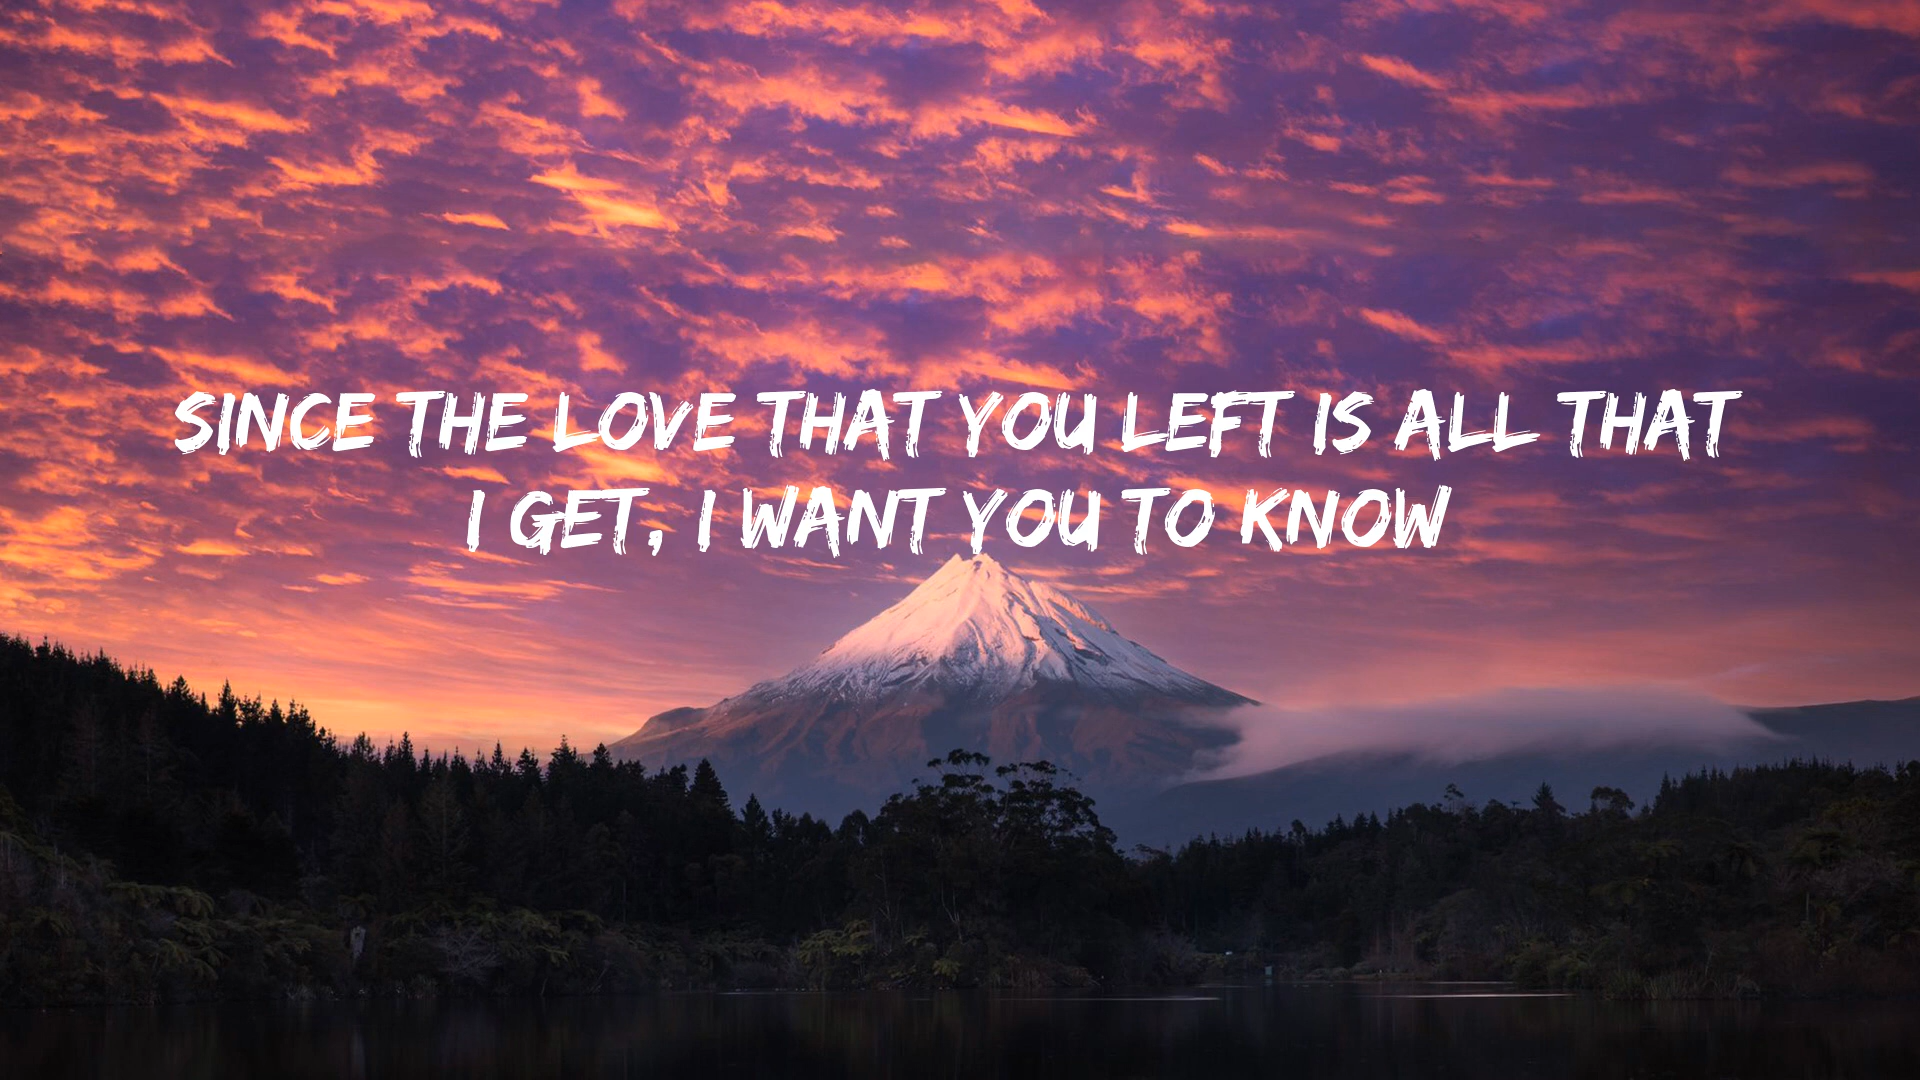 SINCE THE LOVE THAT YOU LEFT IS ALL THAT
I GET, I WANT YOU TO KNOW